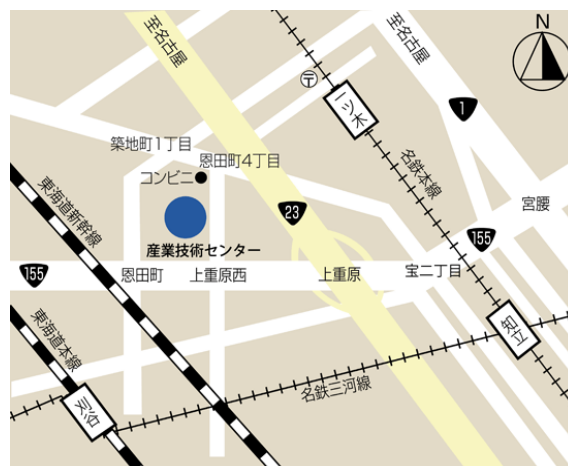 至名古屋
至名古屋
N
〒
一ツ木
1
築地町1丁目
恩田町4丁目
名鉄本線
コンビニ
東海道新幹線
23
宮腰
155
産業技術センター
155
恩田町
上重原西
上重原
宝二丁目
東海道本線
知立
名鉄三河線
刈谷